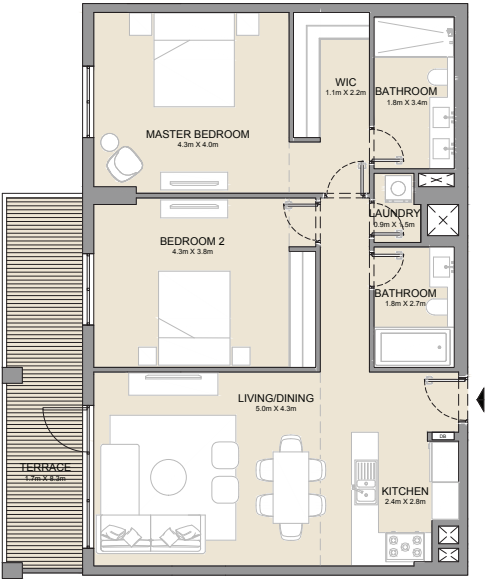 WIC
1.1m X 2.2m
BATHROOM
1.8m X 3.4m
MASTER BEDROOM
4.3m X 4.0m
LAUNDRY
0.9m X 1.5m
BEDROOM 2
4.3m X 3.8m
BATHROOM
1.8m X 2.7m
LIVING/DINING
5.0m X 4.3m
DB
TERRACE
1.7m X 8.3m
KITCHEN
2.4m X 2.8m